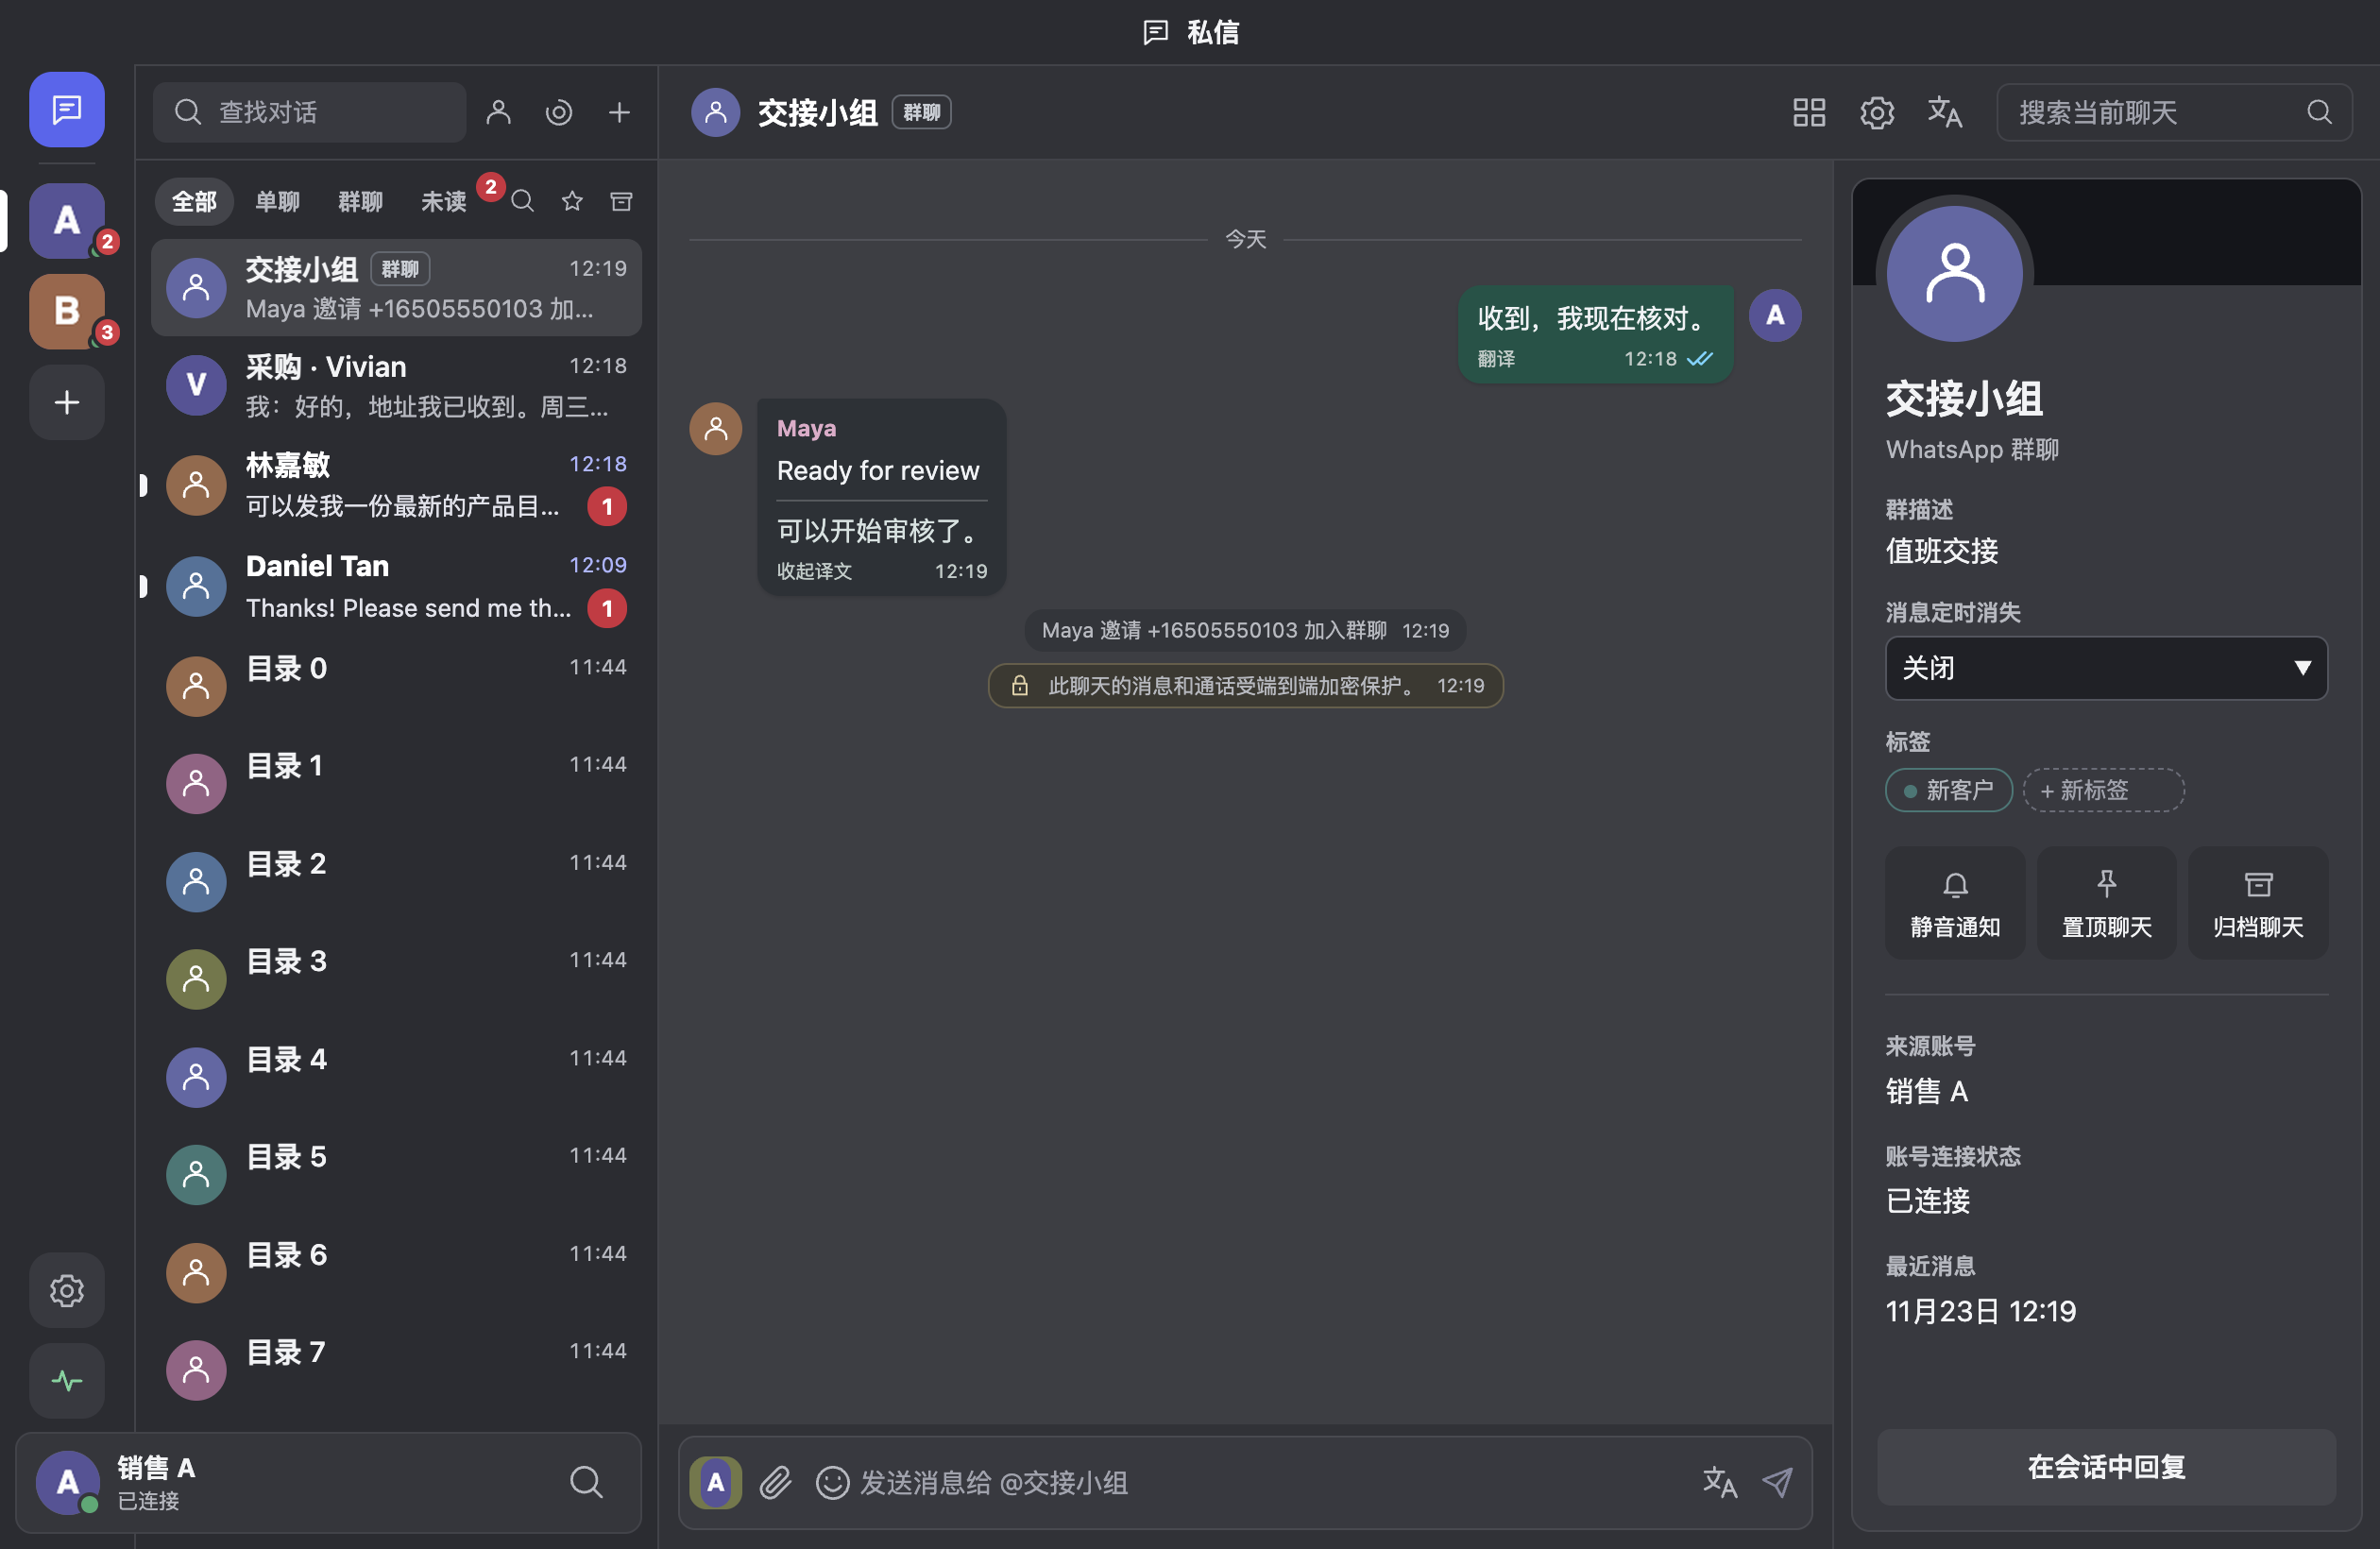 私信
A
2
B
3
查找对话
全部
单聊
群聊
未读
2
交接小组
群聊
12:19
Maya 邀请 +16505550103 加...
V
采购 · Vivian
12:18
我：好的，地址我已收到。周三...
林嘉敏
12:18
可以发我一份最新的产品目...
1
Daniel Tan
12:09
Thanks! Please send me th...
1
目录 0
11:44
目录 1
11:44
目录 2
11:44
目录 3
11:44
目录 4
11:44
目录 5
11:44
目录 6
11:44
目录 7
11:44
A
销售 A
已连接
交接小组
群聊
搜索当前聊天
今天
收到，我现在核对。
翻译
12:18
A
Maya
Ready for review
可以开始审核了。
收起译文
12:19
Maya 邀请 +16505550103 加入群聊 12:19
此聊天的消息和通话受端到端加密保护。 12:19
A
发送消息给 @交接小组
交接小组
WhatsApp 群聊
群描述
值班交接
消息定时消失
关闭
标签
新客户
+ 新标签
静音通知
置顶聊天
归档聊天
来源账号
销售 A
账号连接状态
已连接
最近消息
11月23日 12:19
在会话中回复